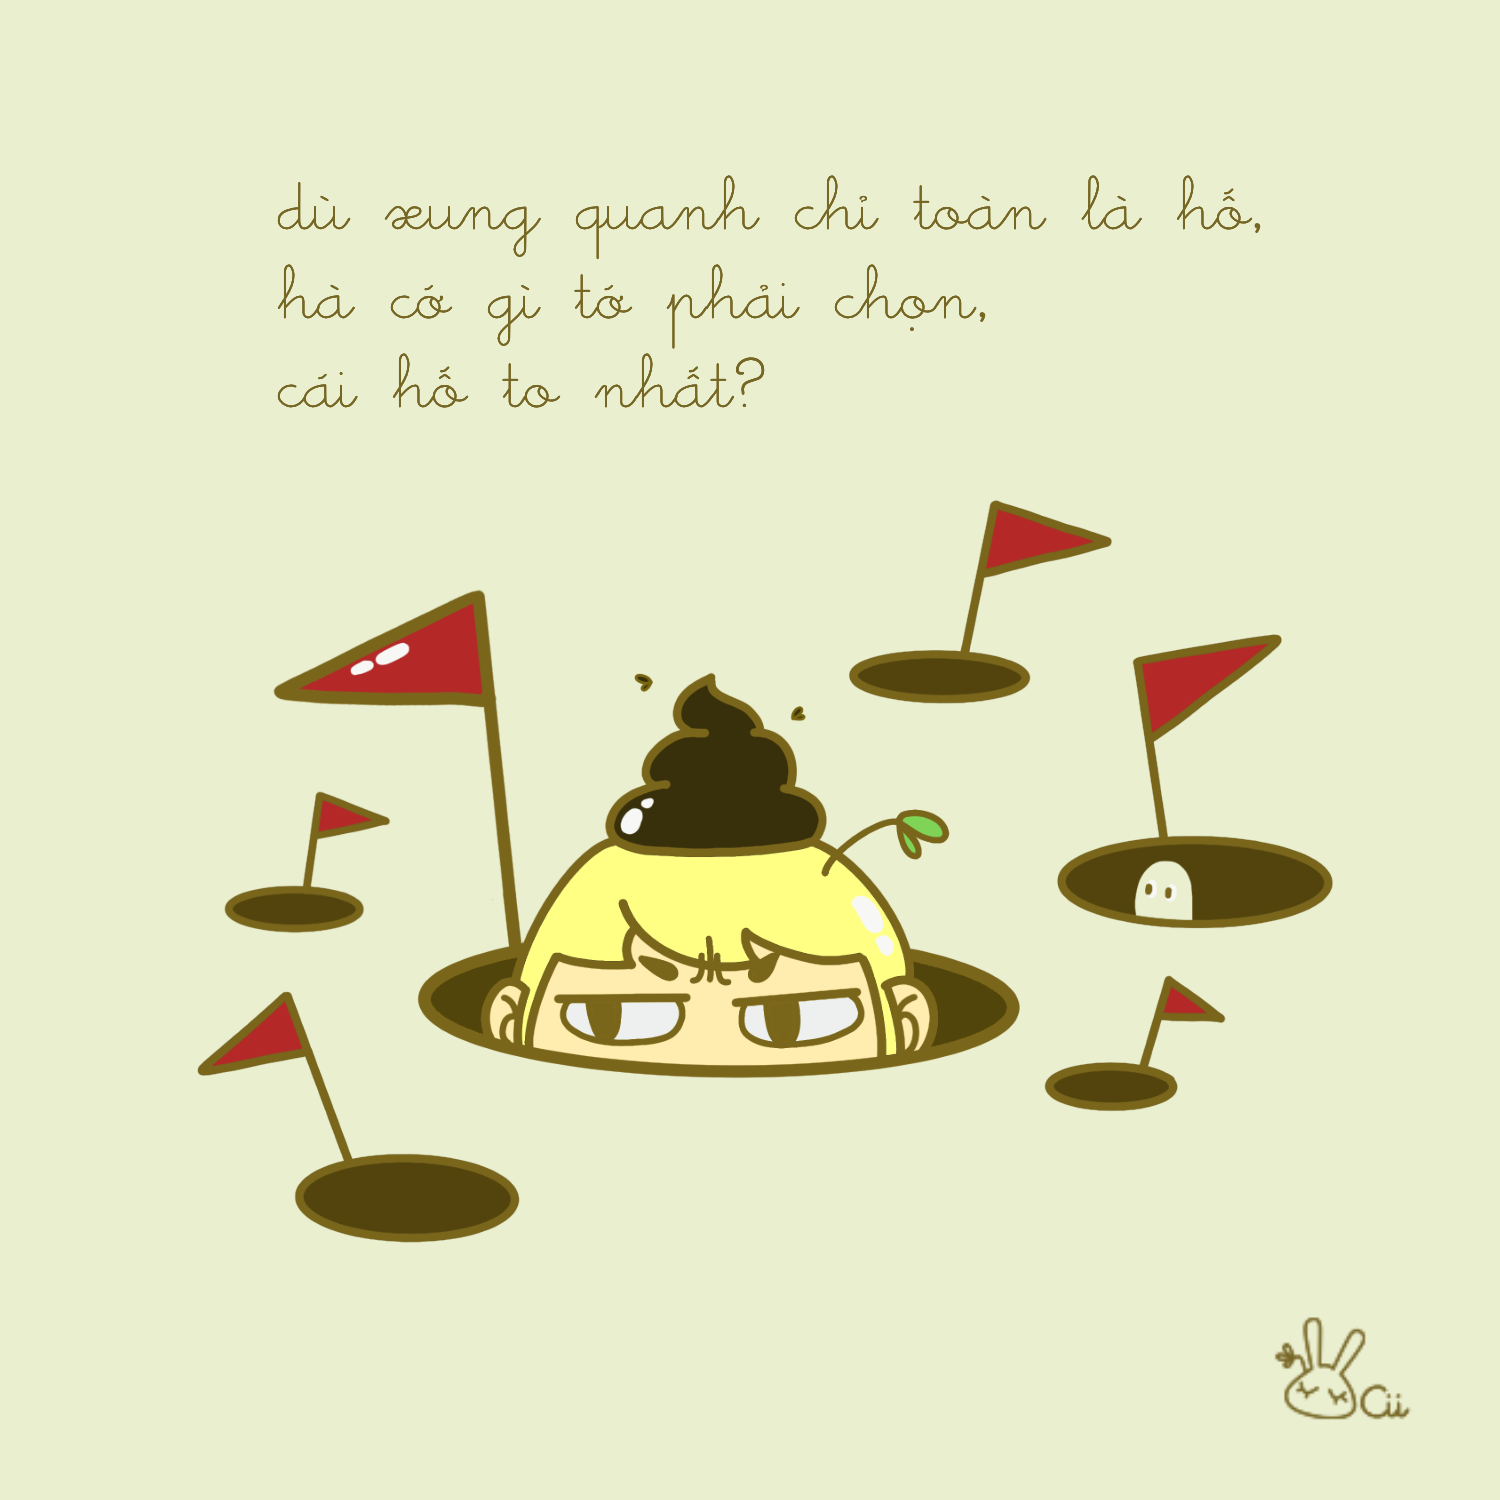 dù xung quanh chỉ toàn là hố,
hà cớ gì tớ phải chọn,
cái hố to nhất?
Cii